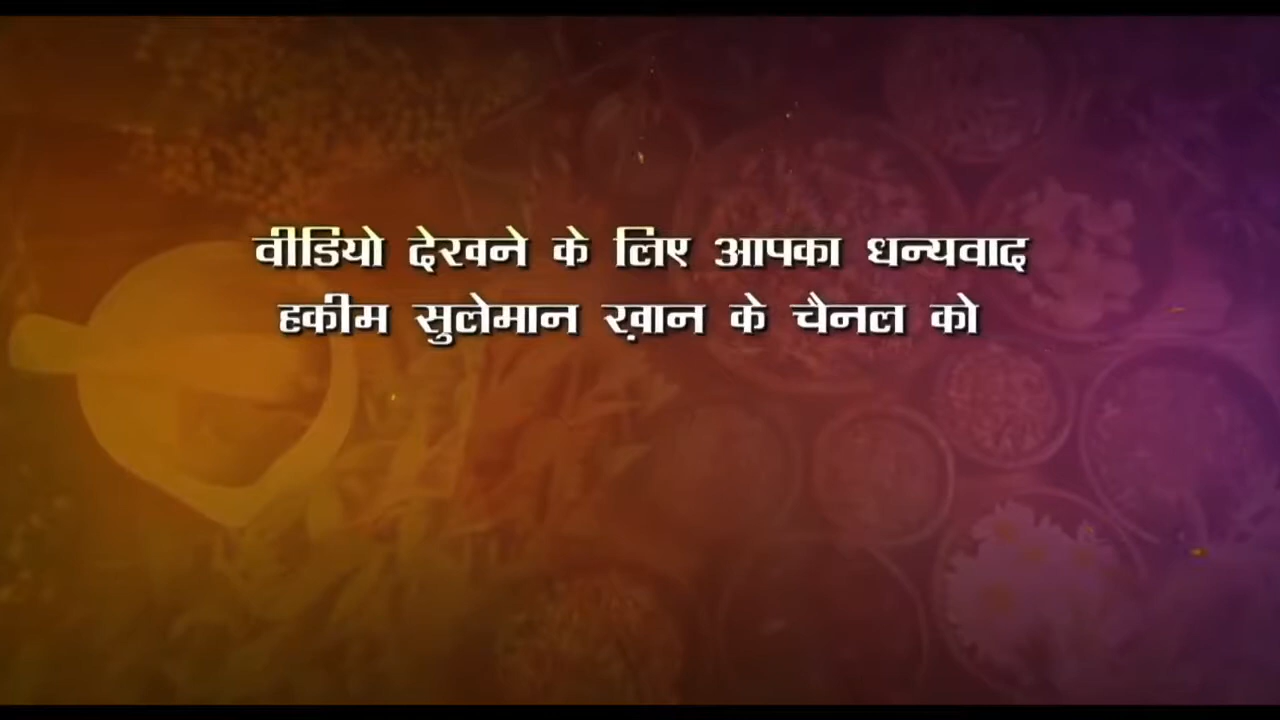 वीडियो देखने के लिए आपका धन्यवाद
हकीम सुलेमान ख़ान के चैनल को